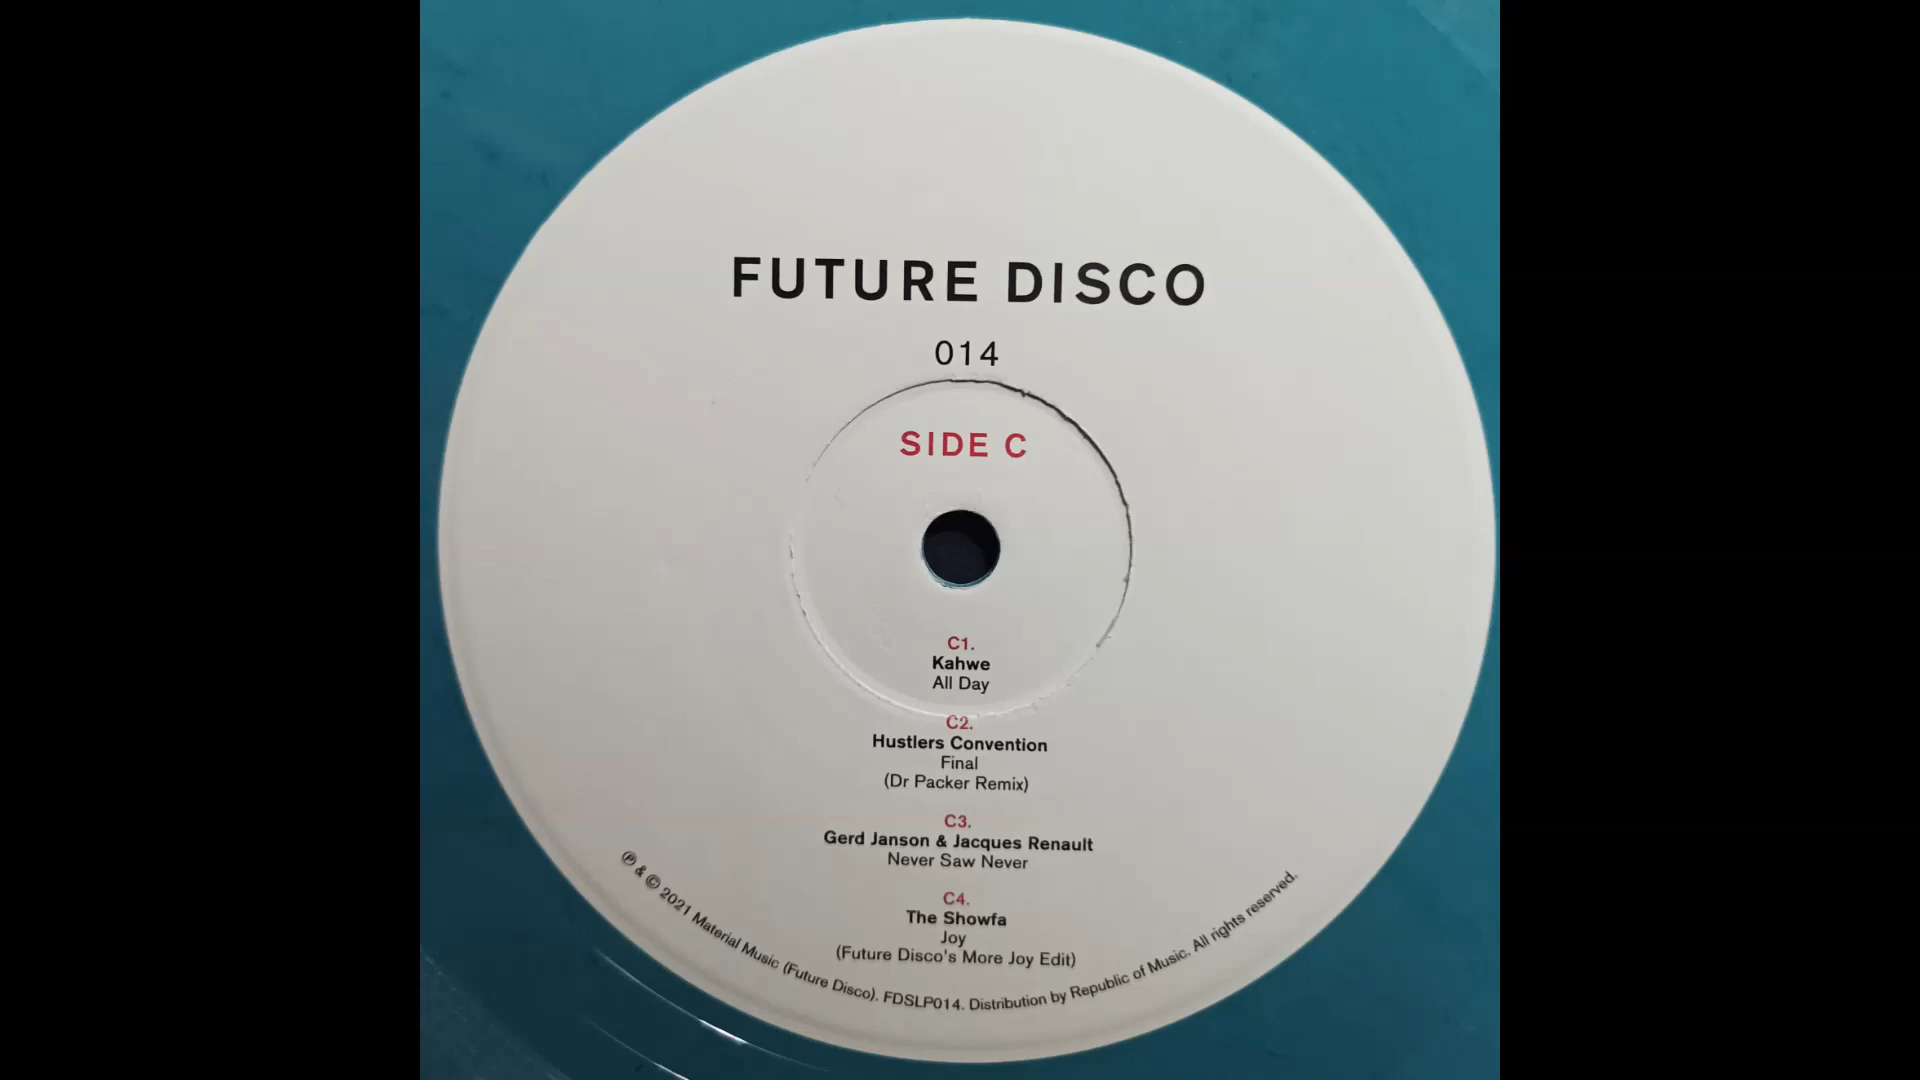 FUTURE DISCO
014
SIDE C
C1.
Kahwe
All Day
C2.
Hustlers Convention
Final
(Dr Packer Remix)
C3.
Gerd Janson & Jacques Renault
Never Saw Never
C4.
The Showfa
Joy
(Future Disco's More Joy Edit)
℗ & © 2021 Material Music (Future Disco). FDSLP014. Distribution by Republic of Music. All rights reserved.